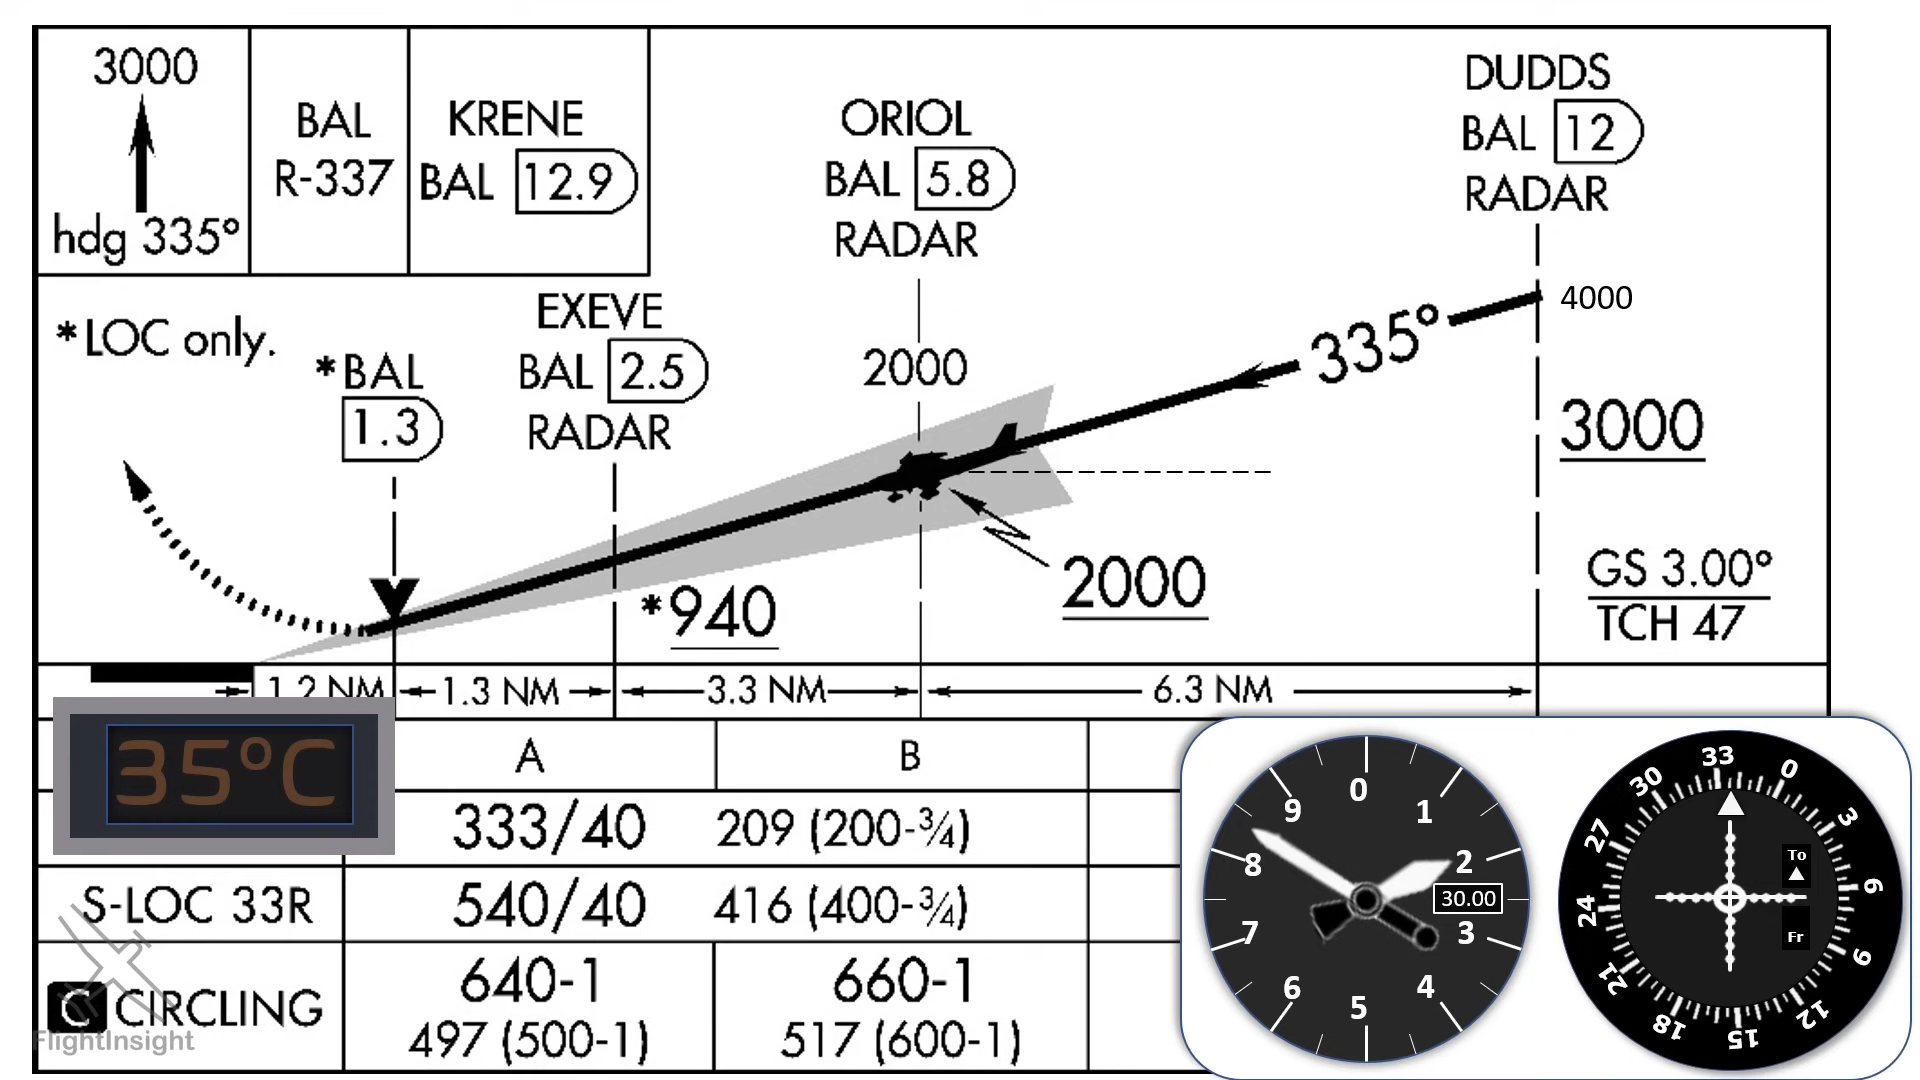 3000
hdg 335°
BAL
R-337
KRENE
BAL 12.9
ORIOL
BAL 5.8
RADAR
DUDDS
BAL 12
RADAR
*LOC only.
*BAL
1.3
EXEVE
BAL 2.5
RADAR
2000
335°
4000
3000
*940
2000
GS 3.00°
TCH 47
1.2 NM
1.3 NM
3.3 NM
6.3 NM
35°C
A
B
333/40 209 (200-¾)
S-LOC 33R
540/40 416 (400-¾)
C CIRCLING
640-1
497 (500-1)
660-1
517 (600-1)
FlightInsight
0
1
2
3
4
5
6
7
8
9
30.00
33
0
3
6
9
12
15
18
21
24
27
30
To
Fr